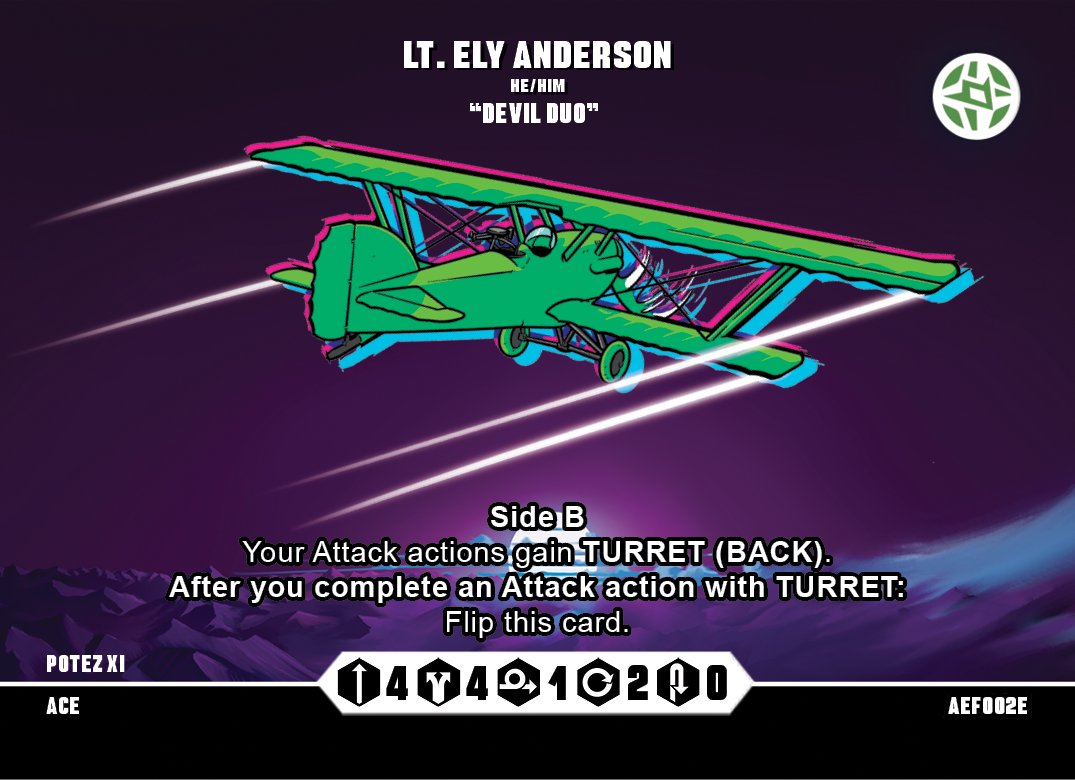 LT. ELY ANDERSON
HE/HIM
“DEVIL DUO”
Side B
Your Attack actions gain TURRET (BACK).
After you complete an Attack action with TURRET:
Flip this card.
POTEZ XI
4 4 1 2 0
ACE
AEF002E